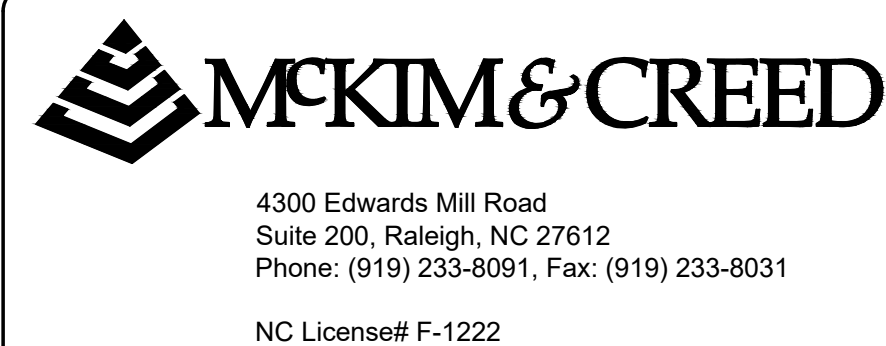 McKIM&CREED
4300 Edwards Mill Road
Suite 200, Raleigh, NC 27612
Phone: (919) 233-8091, Fax: (919) 233-8031
NC License# F-1222